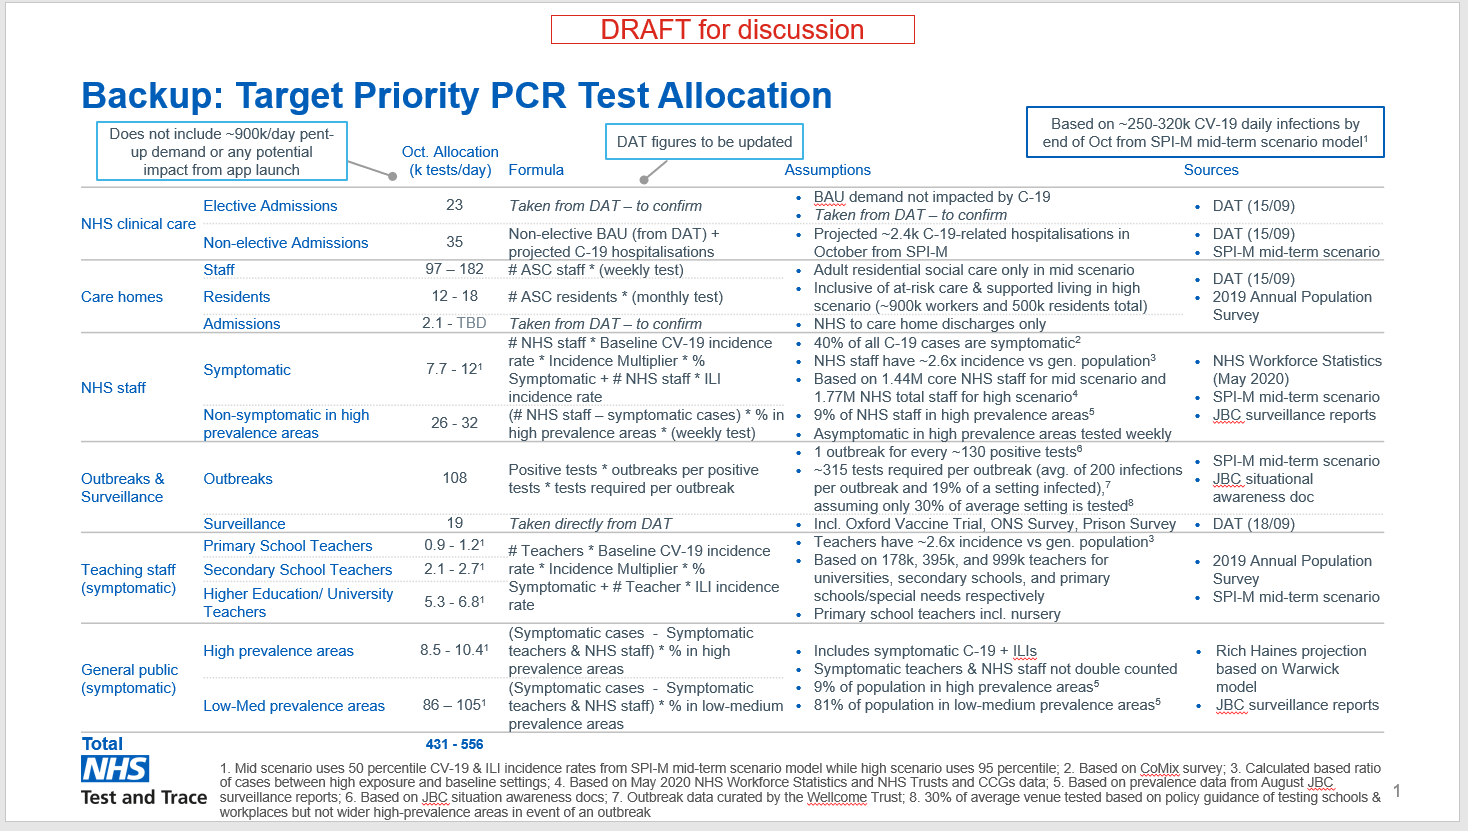 DRAFT for discussion
Backup: Target Priority PCR Test Allocation
Does not include ~900k/day pent-
up demand or any potential
impact from app launch
DAT figures to be updated
Based on ~250-320k CV-19 daily infections by
end of Oct from SPI-M mid-term scenario model¹
Oct. Allocation
(k tests/day)
Formula
Assumptions
Sources
NHS clinical care
Elective Admissions
23
Taken from DAT – to confirm
• BAU demand not impacted by C-19
• Taken from DAT – to confirm
• DAT (15/09)
Non-elective Admissions
35
Non-elective BAU (from DAT) +
projected C-19 hospitalisations
• Projected ~2.4k C-19-related hospitalisations in
October from SPI-M
• DAT (15/09)
• SPI-M mid-term scenario
Care homes
Staff
97 – 182
# ASC staff * (weekly test)
• Adult residential social care only in mid scenario
• Inclusive of at-risk care & supported living in high
scenario (~900k workers and 500k residents total)
• DAT (15/09)
• 2019 Annual Population
Survey
Residents
12 - 18
# ASC residents * (monthly test)
Admissions
2.1 - TBD
Taken from DAT – to confirm
• NHS to care home discharges only
NHS staff
Symptomatic
7.7 - 12¹
# NHS staff * Baseline CV-19 incidence
rate * Incidence Multiplier * %
Symptomatic + # NHS staff * ILI
incidence rate
• 40% of all C-19 cases are symptomatic²
• NHS staff have ~2.6x incidence vs gen. population³
• Based on 1.44M core NHS staff for mid scenario and
1.77M NHS total staff for high scenario⁴
• 9% of NHS staff in high prevalence areas⁵
• Asymptomatic in high prevalence areas tested weekly
• NHS Workforce Statistics
(May 2020)
• SPI-M mid-term scenario
• JBC surveillance reports
Non-symptomatic in high
prevalence areas
26 - 32
(# NHS staff – symptomatic cases) * % in
high prevalence areas * (weekly test)
Outbreaks &
Surveillance
Outbreaks
108
Positive tests * outbreaks per positive
tests * tests required per outbreak
• 1 outbreak for every ~130 positive tests⁶
• ~315 tests required per outbreak (avg. of 200 infections
per outbreak and 19% of a setting infected),⁷
assuming only 30% of average setting is tested⁸
• SPI-M mid-term scenario
• JBC situational
awareness doc
Surveillance
19
Taken directly from DAT
• Incl. Oxford Vaccine Trial, ONS Survey, Prison Survey
• DAT (18/09)
Teaching staff
(symptomatic)
Primary School Teachers
0.9 - 1.2¹
# Teachers * Baseline CV-19 incidence
rate * Incidence Multiplier * %
Symptomatic + # Teacher * ILI incidence
rate
• Teachers have ~2.6x incidence vs gen. population³
• Based on 178k, 395k, and 999k teachers for
universities, secondary schools, and primary
schools/special needs respectively
• Primary school teachers incl. nursery
• 2019 Annual Population
Survey
• SPI-M mid-term scenario
Secondary School Teachers
2.1 - 2.7¹
Higher Education/ University
Teachers
5.3 - 6.8¹
General public
(symptomatic)
High prevalence areas
8.5 - 10.4¹
(Symptomatic cases - Symptomatic
teachers & NHS staff) * % in high
prevalence areas
• Includes symptomatic C-19 + ILIs
• Symptomatic teachers & NHS staff not double counted
• 9% of population in high prevalence areas⁵
• 81% of population in low-medium prevalence areas⁵
• Rich Haines projection
based on Warwick
model
• JBC surveillance reports
Low-Med prevalence areas
86 – 105¹
(Symptomatic cases - Symptomatic
teachers & NHS staff) * % in low-medium
prevalence areas
Total
431 - 556
NHS
Test and Trace
1. Mid scenario uses 50 percentile CV-19 & ILI incidence rates from SPI-M mid-term scenario model while high scenario uses 95 percentile; 2. Based on CoMix survey; 3. Calculated based ratio
of cases between high exposure and baseline settings; 4. Based on May 2020 NHS Workforce Statistics and NHS Trusts and CCGs data; 5. Based on prevalence data from August JBC
surveillance reports; 6. Based on JBC situation awareness docs; 7. Outbreak data curated by the Wellcome Trust; 8. 30% of average venue tested based on policy guidance of testing schools &
workplaces but not wider high-prevalence areas in event of an outbreak
1